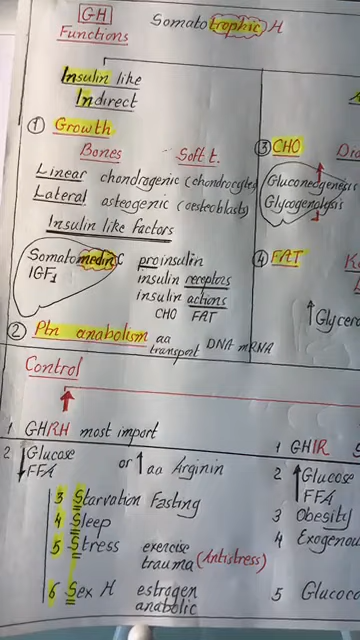 GH Somatotrophic H
Functions
Insulin like
Indirect
① Growth
Bones Soft t.
Linear chondrogenic (chondrocytes
Lateral osteogenic (oesteoblasts)
Insulin like factors
Somatomedin C proinsulin
IGF1 insulin receptors
insulin actions
CHO FAT
② Ptn anabolism aa transport DNA mRNA
③ CHO
Gluconeogenesis
Glycogenolysis
④ FAT
↑Glycero
Control
1 GHRH most import
2 ↓Glucose or ↑aa Arginin
FFA
3 Starvation Fasting
4 Sleep
5 Stress exercise
trauma (Antistress)
6 Sex H estrogen
anabolic
1 GHIR
2 ↑Glucose
FFA
3 Obesity
4 Exogenou
5 Glucoco